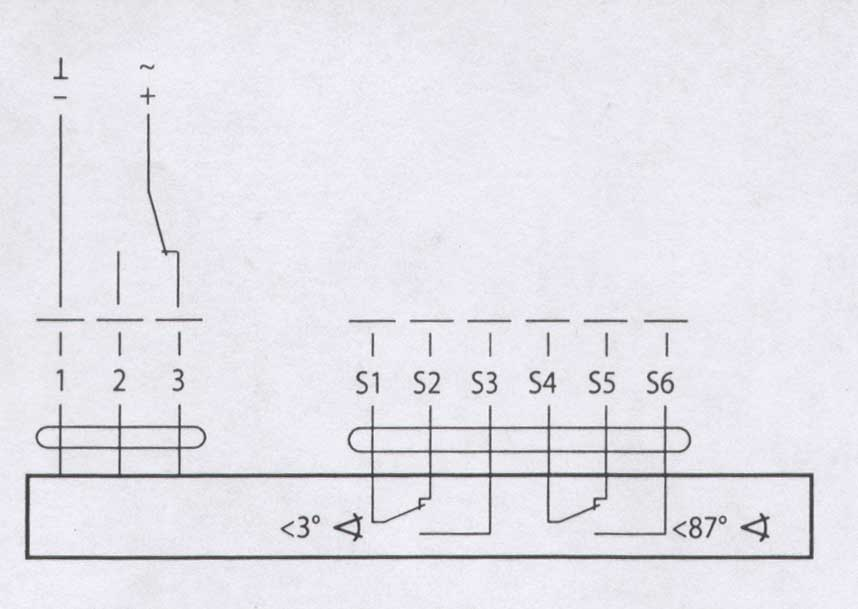 ⊥ ~
– +
1 2 3 S1 S2 S3 S4 S5 S6
<3° <87°